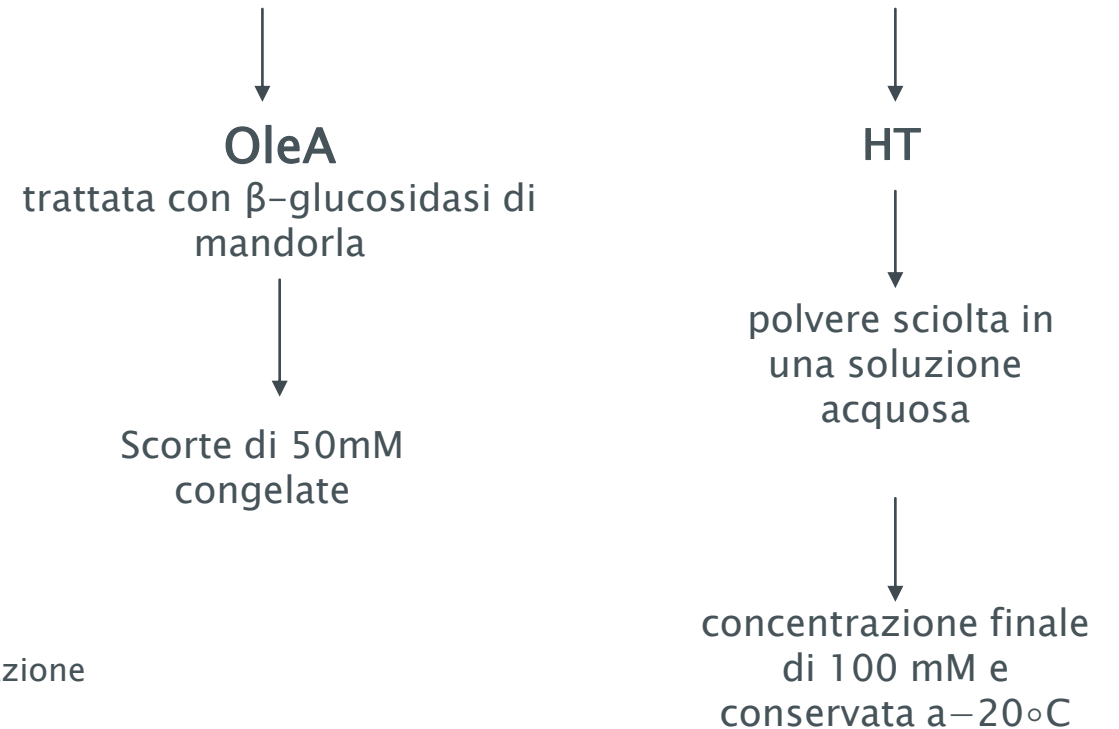 OleA
trattata con β-glucosidasi di
mandorla
Scorte di 50mM
congelate
HT
polvere sciolta in
una soluzione
acquosa
concentrazione finale
di 100 mM e
conservata a−20∘C